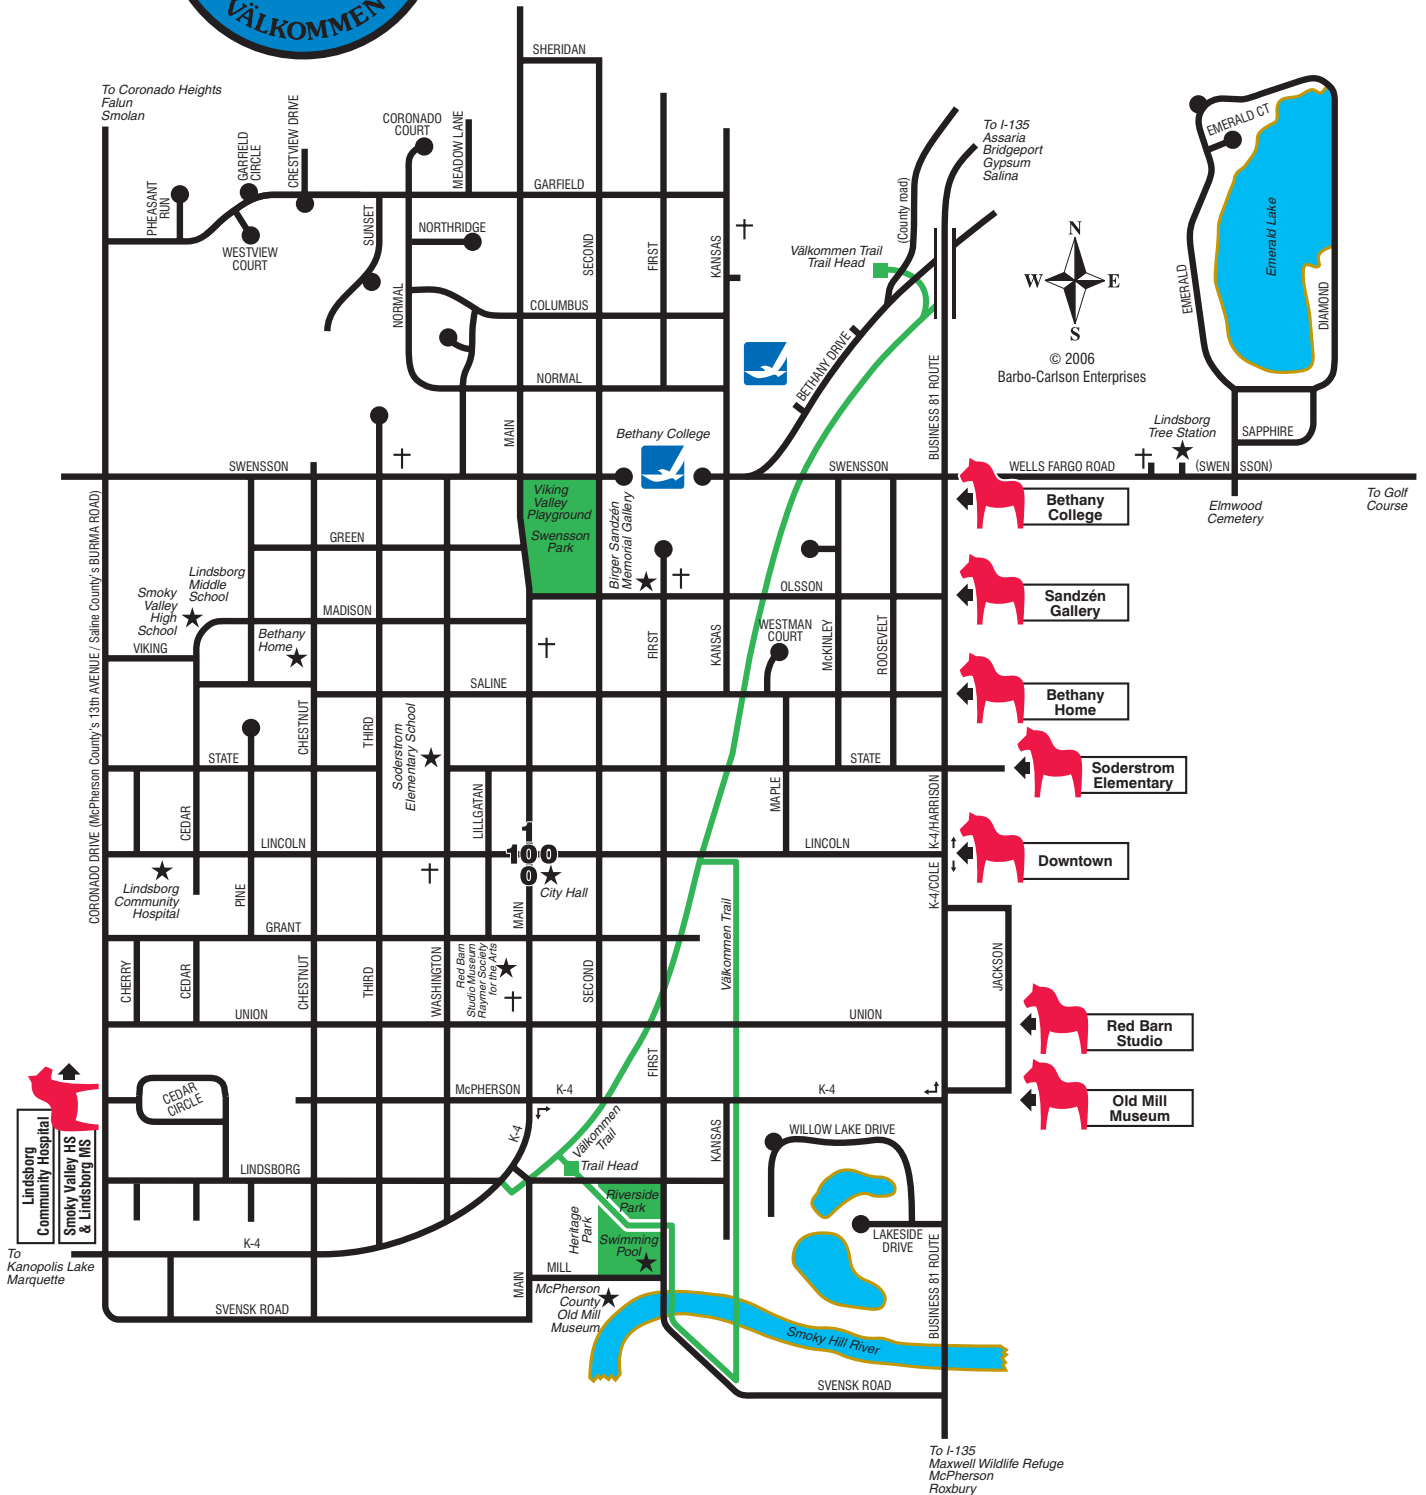 VÄLKOMMEN
SHERIDAN
To Coronado Heights
Falun
Smolan
CORONADO
COURT
MEADOW LANE
CRESTVIEW DRIVE
GARFIELD
CIRCLE
PHEASANT
RUN
GARFIELD
SUNSET
NORTHRIDGE
WESTVIEW
COURT
SECOND
FIRST
KANSAS
NORMAL
COLUMBUS
NORMAL
MAIN
To I-135
Assaria
Bridgeport
Gypsum
Salina
(County road)
Välkommen Trail
Trail Head
BETHANY DRIVE
BUSINESS 81 ROUTE
N
W
E
S
© 2006
Barbo-Carlson Enterprises
EMERALD CT
Emerald Lake
EMERALD
DIAMOND
SAPPHIRE
Lindsborg
Tree Station
Bethany College
SWENSSON
SWENSSON
WELLS FARGO ROAD
(SWENSSON)
Elmwood
Cemetery
To Golf
Course
Viking
Valley
Playground
Swensson
Park
Birger Sandzén
Memorial Gallery
Bethany
College
GREEN
Lindsborg
Middle
School
Smoky
Valley
High
School
MADISON
Bethany
Home
VIKING
OLSSON
Sandzén
Gallery
WESTMAN
COURT
McKINLEY
ROOSEVELT
FIRST
KANSAS
SALINE
Bethany
Home
CORONADO DRIVE (McPherson County's 13th AVENUE / Saline County's BURMA ROAD)
CHESTNUT
THIRD
Soderstrom
Elementary School
STATE
STATE
Soderstrom
Elementary
CEDAR
LILLGATAN
MAPLE
K-4/HARRISON
LINCOLN
1
100
0
LINCOLN
Downtown
Lindsborg
Community
Hospital
PINE
City Hall
MAIN
K-4/COLE
GRANT
Välkommen Trail
CHERRY
CEDAR
CHESTNUT
THIRD
WASHINGTON
Red Barn
Studio Museum
Raymer Society
for the Arts
SECOND
JACKSON
UNION
UNION
Red Barn
Studio
FIRST
CEDAR
CIRCLE
McPHERSON
K-4
K-4
Old Mill
Museum
K-4
Välkommen
Trail
Trail Head
KANSAS
WILLOW LAKE DRIVE
Lindsborg
Community Hospital
Smoky Valley HS
& Lindsborg MS
LINDSBORG
Riverside
Park
Heritage
Park
Swimming
Pool
LAKESIDE
DRIVE
To
Kanopolis Lake
Marquette
K-4
MILL
MAIN
McPherson
County
Old Mill
Museum
BUSINESS 81 ROUTE
SVENSK ROAD
Smoky Hill River
SVENSK ROAD
To I-135
Maxwell Wildlife Refuge
McPherson
Roxbury